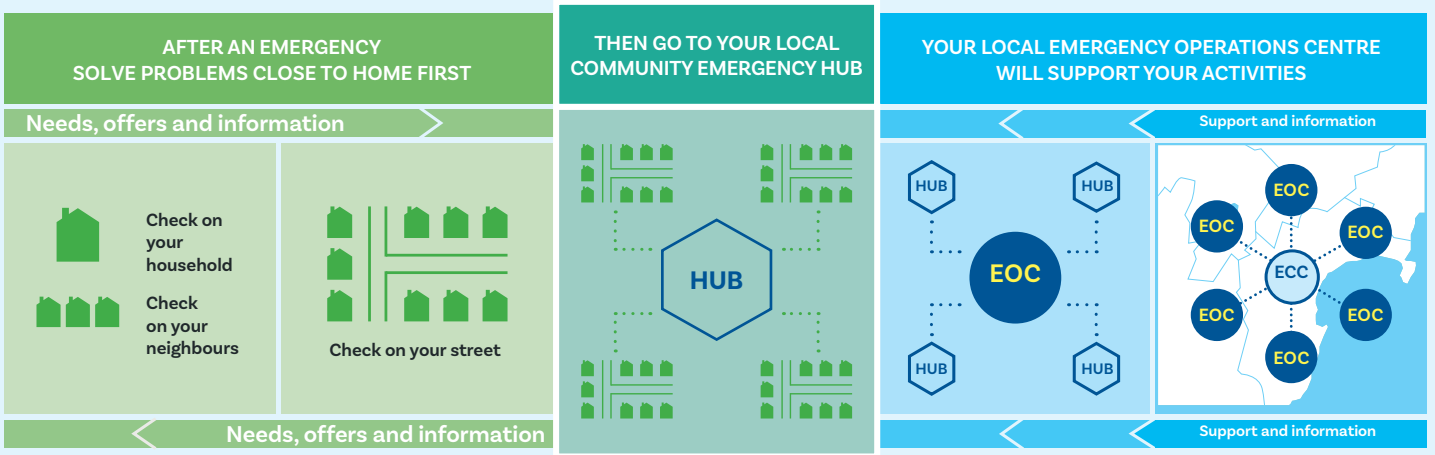 AFTER AN EMERGENCY
SOLVE PROBLEMS CLOSE TO HOME FIRST
Needs, offers and information
Check on
your
household
Check
on your
neighbours
Check on your street
Needs, offers and information
THEN GO TO YOUR LOCAL
COMMUNITY EMERGENCY HUB
HUB
YOUR LOCAL EMERGENCY OPERATIONS CENTRE
WILL SUPPORT YOUR ACTIVITIES
Support and information
HUB
HUB
EOC
HUB
HUB
EOC
EOC
EOC
ECC
EOC
EOC
EOC
Support and information